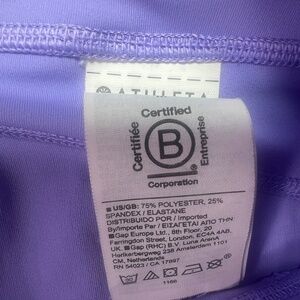 ATHLETA
Certified
Certifiée
B
®
Entreprise
Corporation
■ US/GB: 75% POLYESTER, 25%
SPANDEX / ELASTANE
DISTRIBUIDO POR / Imported
By/Importé Par / ΕΙΣΑΓΕΤΑΙ ΑΠΟ ΤΗΝ
■ Gap Europe Ltd., 8th Floor, 20
Farringdon Street, London, EC4A 4AB,
UK. ■ Gap (RHC) B.V. Luna ArenA
Herikerbergweg 238 Amsterdam 1101
CM, Netherlands
RN 54023 / CA 17897
1166